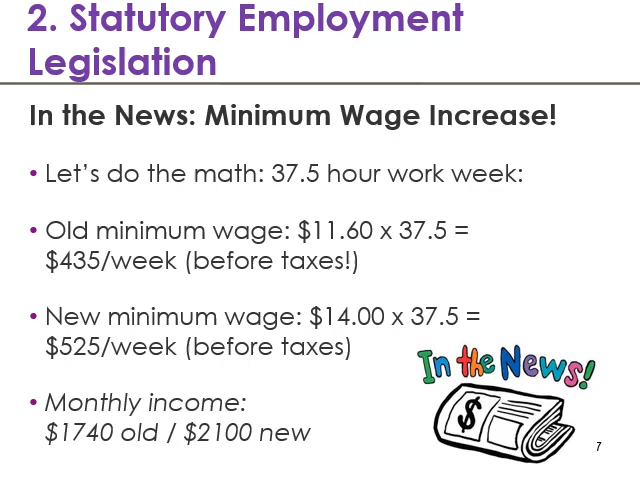 2. Statutory Employment
Legislation
In the News: Minimum Wage Increase!
• Let’s do the math: 37.5 hour work week:
• Old minimum wage: $11.60 x 37.5 =
$435/week (before taxes!)
• New minimum wage: $14.00 x 37.5 =
$525/week (before taxes)
• Monthly income:
$1740 old / $2100 new
In the News!
$
7